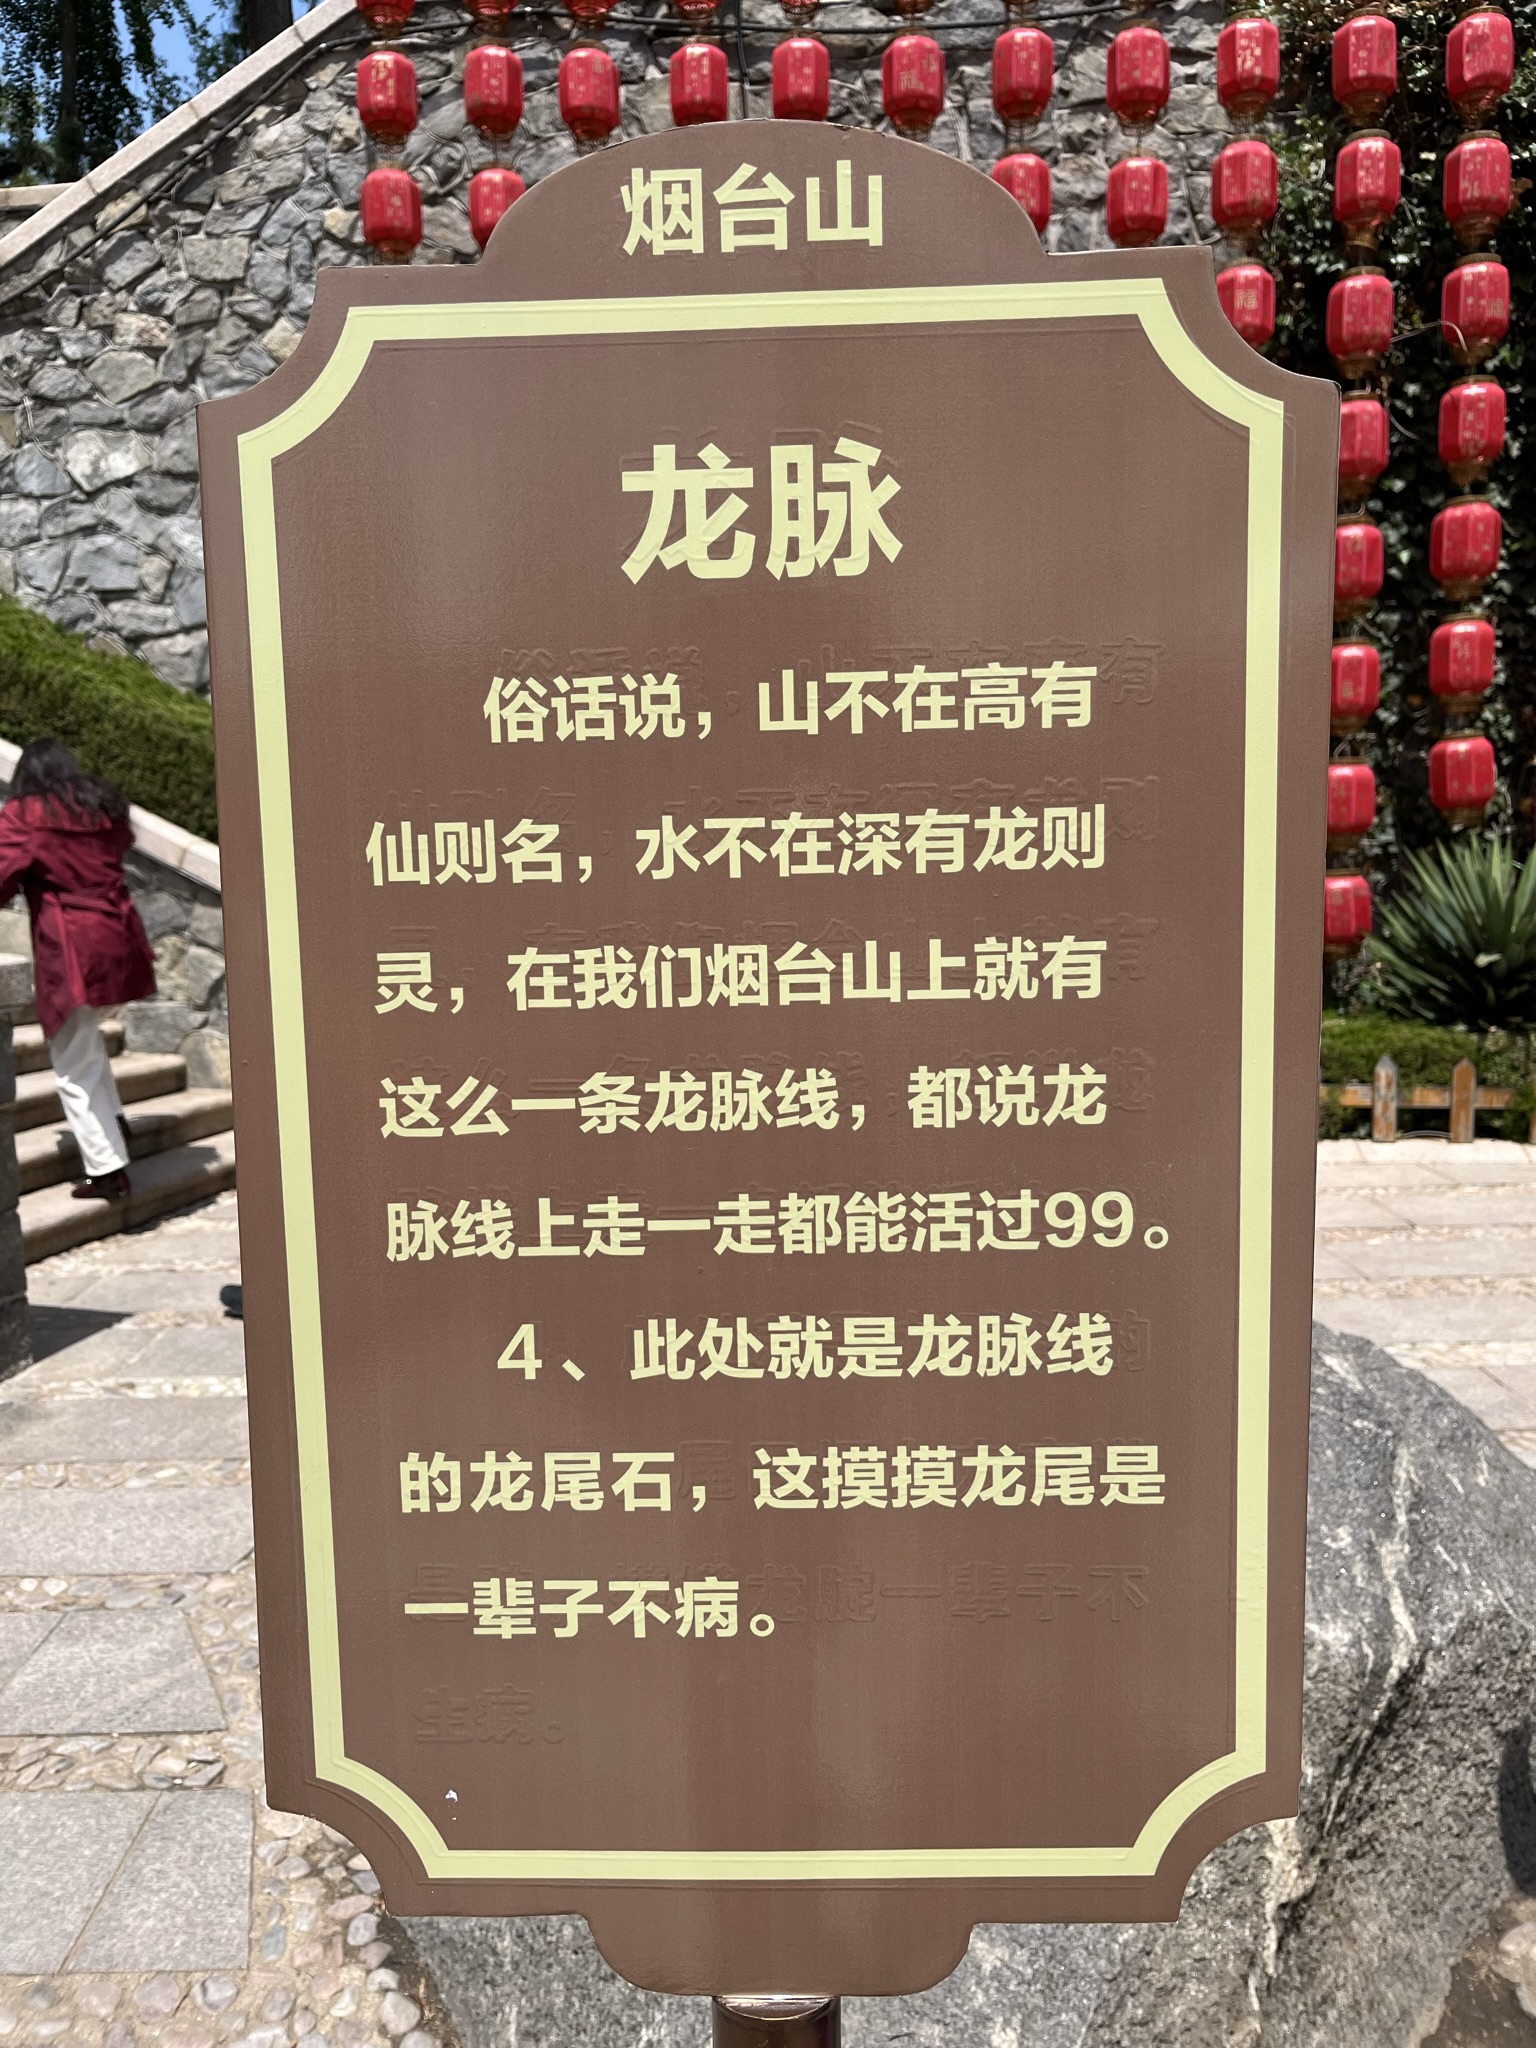 烟台山
龙脉
俗话说，山不在高有
仙则名，水不在深有龙则
灵，在我们烟台山上就有
这么一条龙脉线，都说龙
脉线上走一走都能活过99。
4、此处就是龙脉线
的龙尾石，这摸摸龙尾是
一辈子不病。